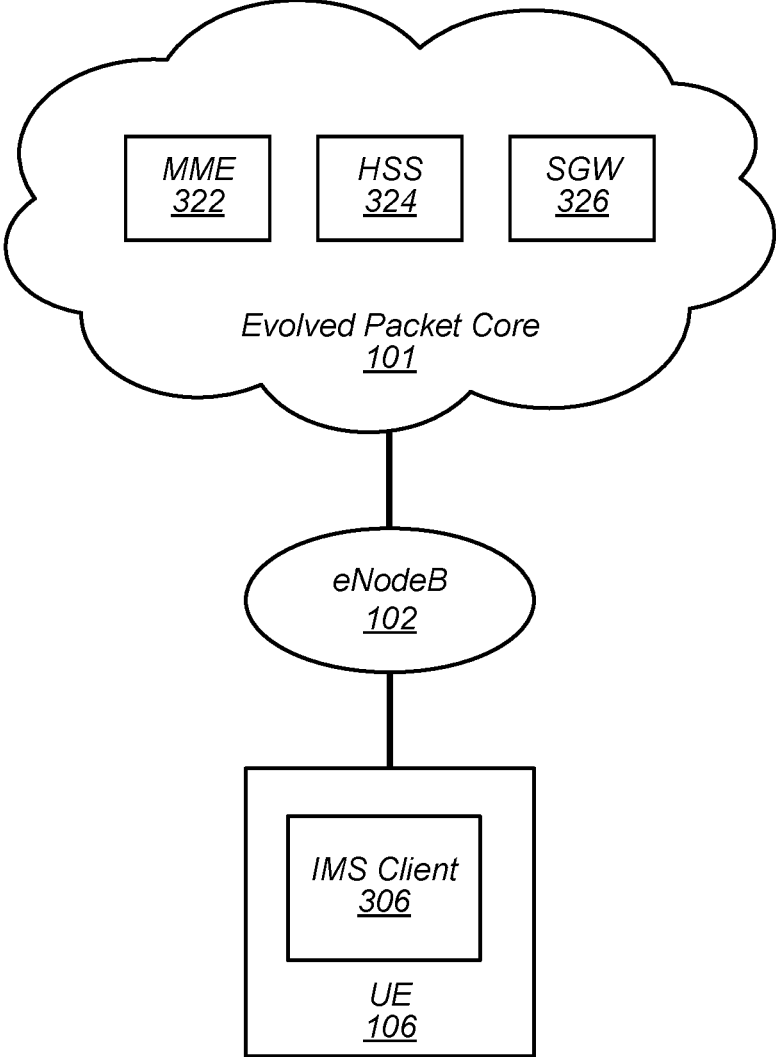 MME
322
HSS
324
SGW
326
Evolved Packet Core
101
eNodeB
102
IMS Client
306
UE
106